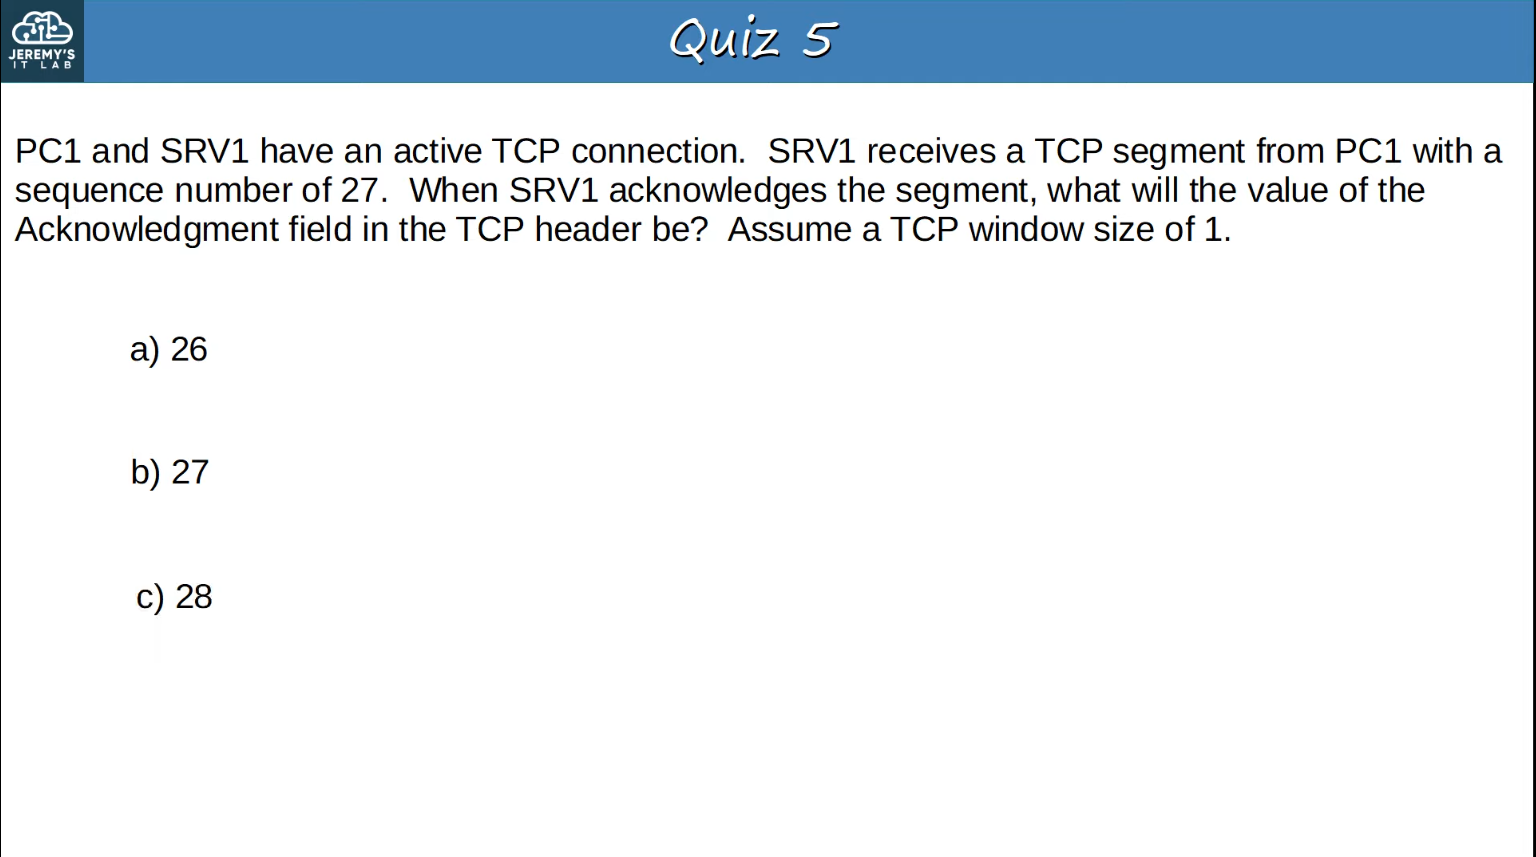 JEREMY'S
IT LAB
Quiz 5
PC1 and SRV1 have an active TCP connection.  SRV1 receives a TCP segment from PC1 with a
sequence number of 27.  When SRV1 acknowledges the segment, what will the value of the
Acknowledgment field in the TCP header be?  Assume a TCP window size of 1.
a) 26
b) 27
c) 28